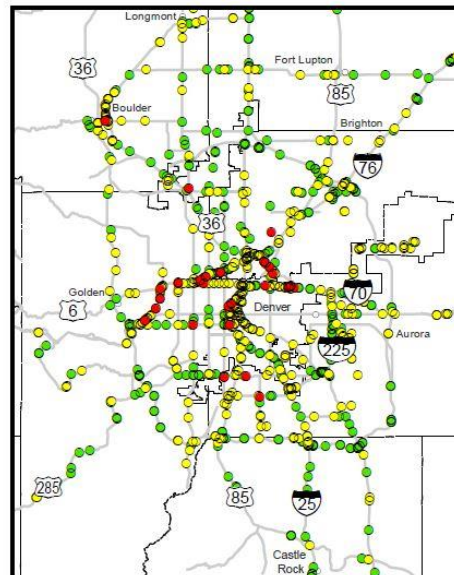 Longmont
36
Fort Lupton
85
Boulder
Brighton
76
36
Golden
70
6
Denver
Aurora
225
285
85
25
Castle
Rock